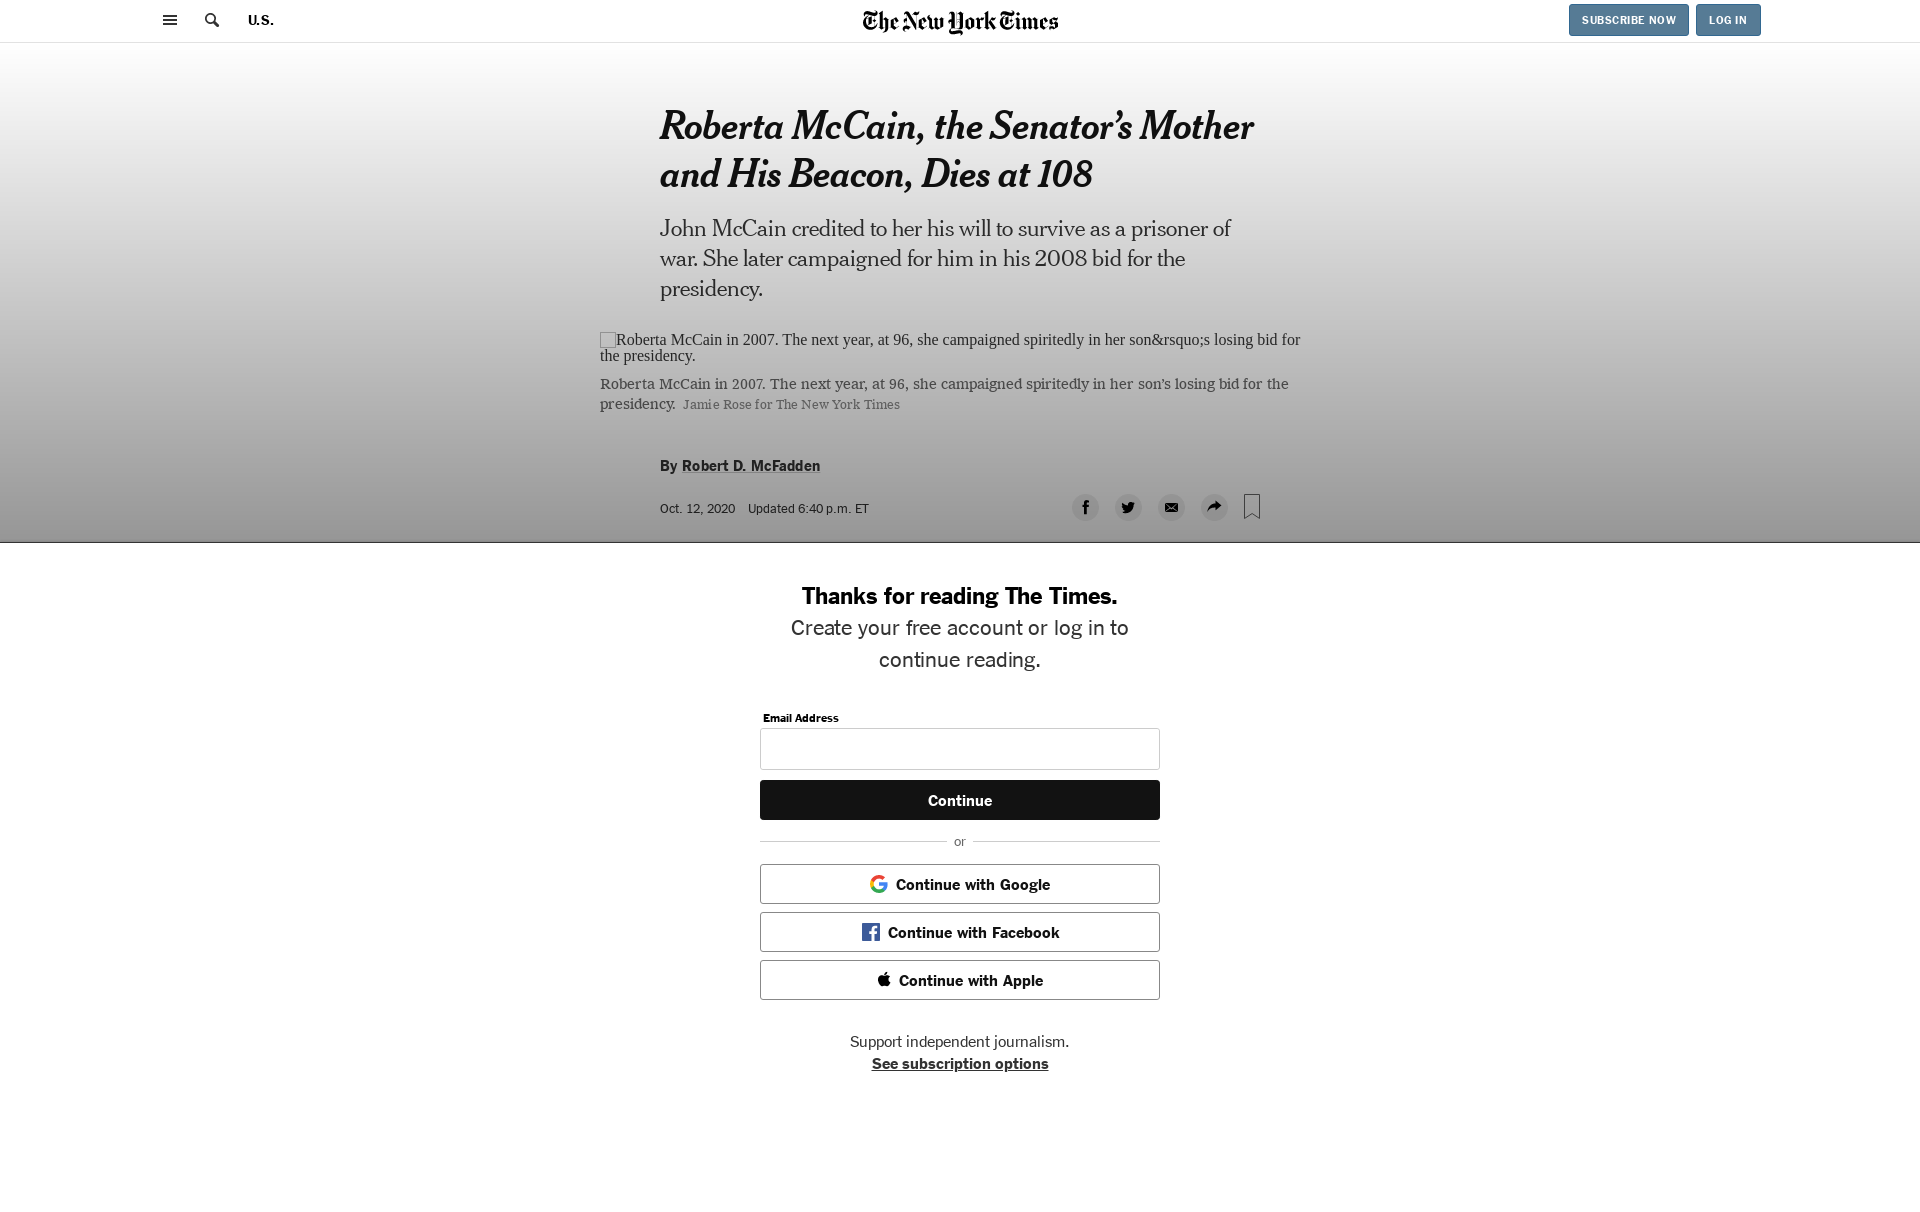 U.S.
The New York Times
SUBSCRIBE NOW
LOG IN
Roberta McCain, the Senator’s Mother
and His Beacon, Dies at 108
John McCain credited to her his will to survive as a prisoner of
war. She later campaigned for him in his 2008 bid for the
presidency.
Roberta McCain in 2007. The next year, at 96, she campaigned spiritedly in her son&rsquo;s losing bid for
the presidency.
Roberta McCain in 2007. The next year, at 96, she campaigned spiritedly in her son’s losing bid for the
presidency. Jamie Rose for The New York Times
By Robert D. McFadden
Oct. 12, 2020 Updated 6:40 p.m. ET
Thanks for reading The Times.
Create your free account or log in to
continue reading.
Email Address
Continue
or
Continue with Google
Continue with Facebook
Continue with Apple
Support independent journalism.
See subscription options